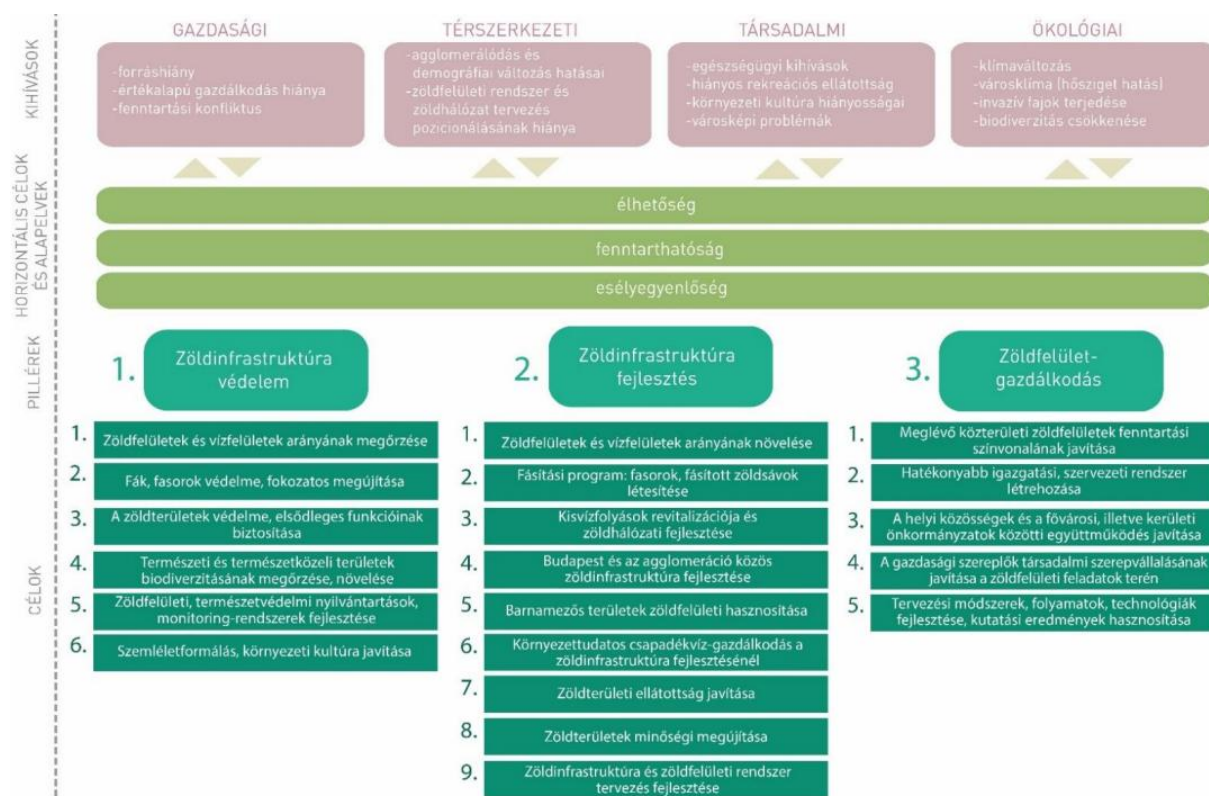 KIHÍVÁSOK
GAZDASÁGI
-forráshiány
-értékalapú gazdálkodás hiánya
-fenntartási konfliktus
TÉRSZERKEZETI
-agglomerálódás és
demográfiai változás hatásai
-zöldfelületi rendszer és
zöldhálózat tervezés
pozicionálásának hiánya
TÁRSADALMI
-egészségügyi kihívások
-hiányos rekreációs ellátottság
-környezeti kultúra hiányosságai
-városképi problémák
ÖKOLÓGIAI
-klímaváltozás
-városklíma (hősziget hatás)
-invazív fajok terjedése
-biodiverzitás csökkenése
HORIZONTÁLIS CÉLOK
ÉS ALAPELVEK
élhetőség
fenntarthatóság
esélyegyenlőség
PILLÉREK
1. Zöldinfrastruktúra
védelem
2. Zöldinfrastruktúra
fejlesztés
3. Zöldfelület-
gazdálkodás
CÉLOK
1. Zöldfelületek és vízfelületek arányának megőrzése
2. Fák, fasorok védelme, fokozatos megújítása
3. A zöldterületek védelme, elsődleges funkcióinak
biztosítása
4. Természeti és természetközeli területek
biodiverzitásának megőrzése, növelése
5. Zöldfelületi, természetvédelmi nyilvántartások,
monitoring-rendszerek fejlesztése
6. Szemléletformálás, környezeti kultúra javítása
1. Zöldfelületek és vízfelületek arányának növelése
2. Fásítási program: fasorok, fásított zöldsávok
létesítése
3. Kisvízfolyások revitalizációja és
zöldhálózati fejlesztése
4. Budapest és az agglomeráció közös
zöldinfrastruktúra fejlesztése
5. Barnamezős területek zöldfelületi hasznosítása
6. Környezettudatos csapadékvíz-gazdálkodás a
zöldinfrastruktúra fejlesztésénél
7. Zöldterületi ellátottság javítása
8. Zöldterületek minőségi megújítása
9. Zöldinfrastruktúra és zöldfelületi rendszer
tervezés fejlesztése
1. Meglévő közterületi zöldfelületek fenntartási
színvonalának javítása
2. Hatékonyabb igazgatási, szervezeti rendszer
létrehozása
3. A helyi közösségek és a fővárosi, illetve kerületi
önkormányzatok közötti együttműködés javítása
4. A gazdasági szereplők társadalmi szerepvállalásának
javítása a zöldfelületi feladatok terén
5. Tervezési módszerek, folyamatok, technológiák
fejlesztése, kutatási eredmények hasznosítása